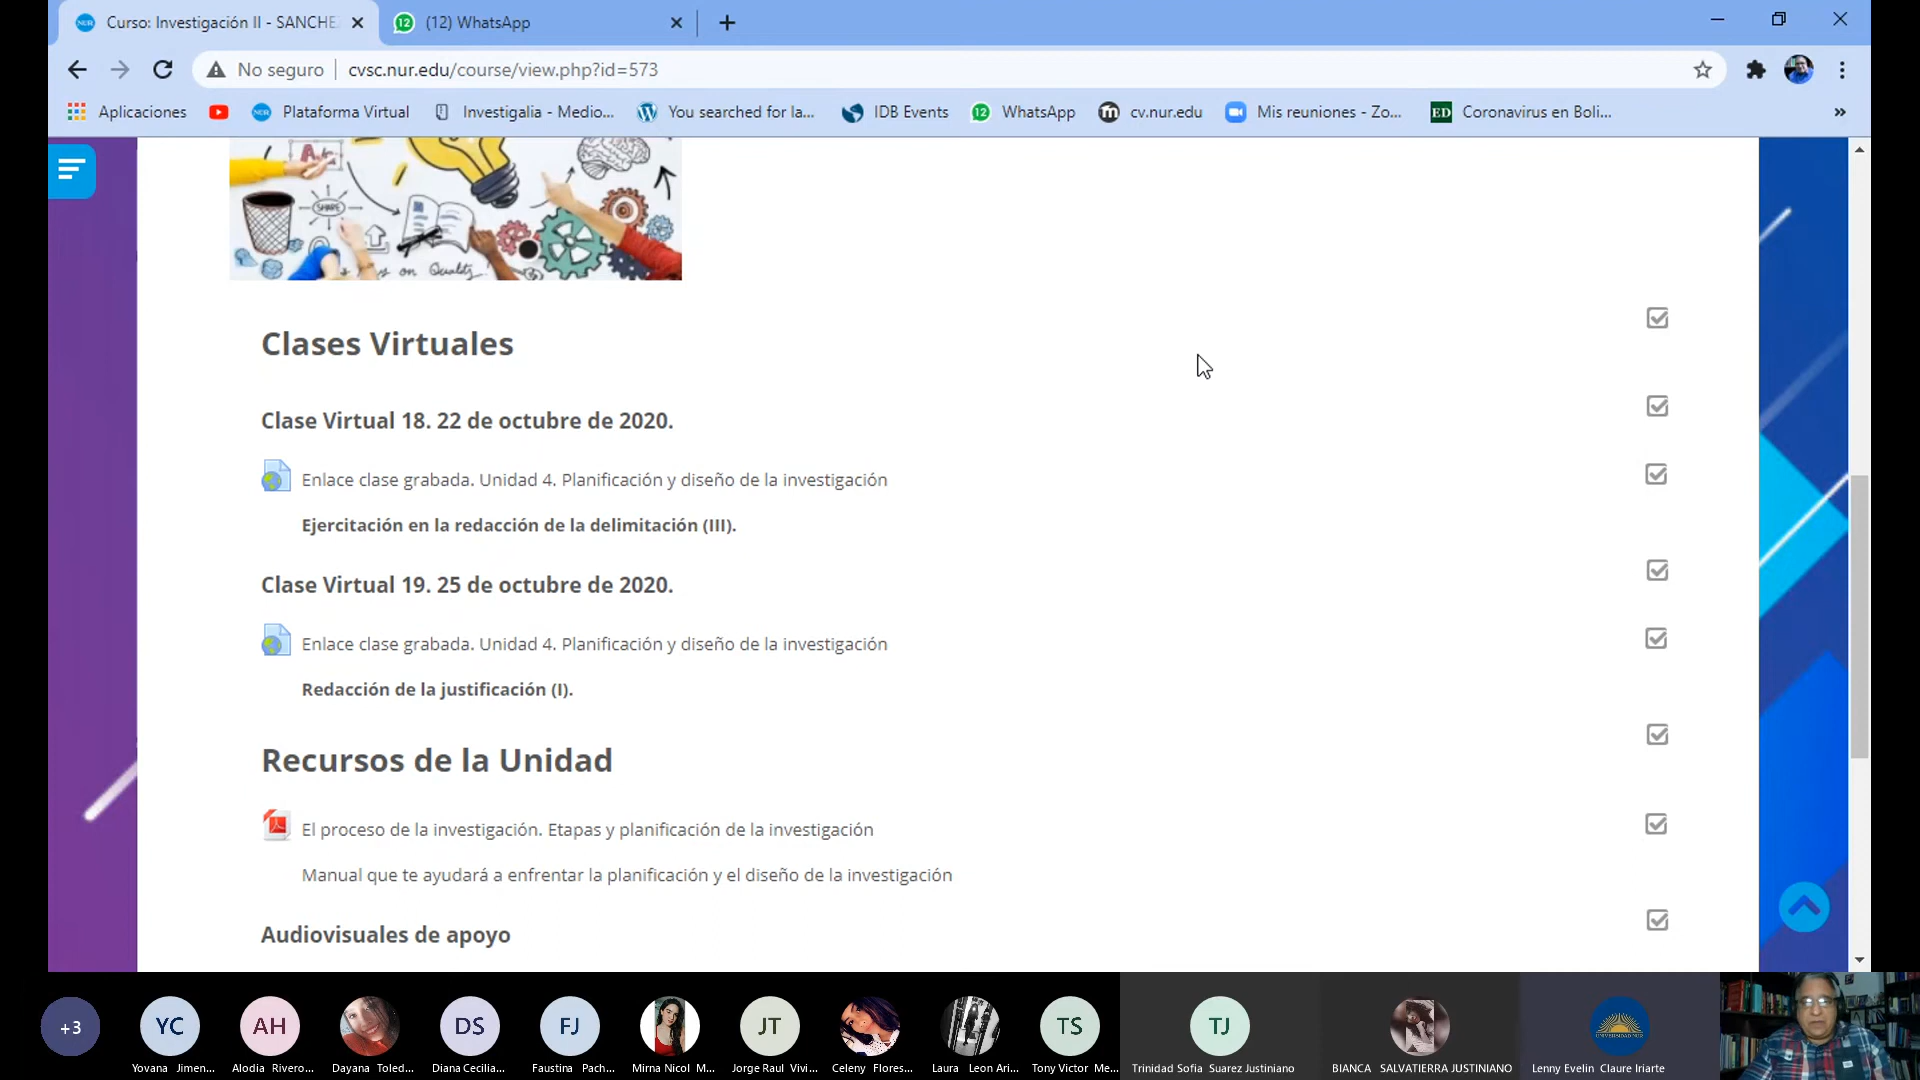 Curso: Investigación II - SANCHE
(12) WhatsApp
No seguro
cvsc.nur.edu/course/view.php?id=573
Aplicaciones
Plataforma Virtual
Investigalia - Medio...
You searched for la...
IDB Events
WhatsApp
cv.nur.edu
Mis reuniones - Zo...
Coronavirus en Boli...
SHARE
on Quality
Clases Virtuales
Clase Virtual 18. 22 de octubre de 2020.
Enlace clase grabada. Unidad 4. Planificación y diseño de la investigación
Ejercitación en la redacción de la delimitación (III).
Clase Virtual 19. 25 de octubre de 2020.
Enlace clase grabada. Unidad 4. Planificación y diseño de la investigación
Redacción de la justificación (I).
Recursos de la Unidad
El proceso de la investigación. Etapas y planificación de la investigación
Manual que te ayudará a enfrentar la planificación y el diseño de la investigación
Audiovisuales de apoyo
+3
YC
AH
DS
FJ
JT
TS
TJ
Yovana Jimen...
Alodia Rivero...
Dayana Toled...
Diana Cecilia...
Faustina Pach...
Mirna Nicol M...
Jorge Raul Vivi...
Celeny Flores...
Laura Leon Ari...
Tony Victor Me...
Trinidad Sofia Suarez Justiniano
BIANCA SALVATIERRA JUSTINIANO
Lenny Evelin Claure Iriarte